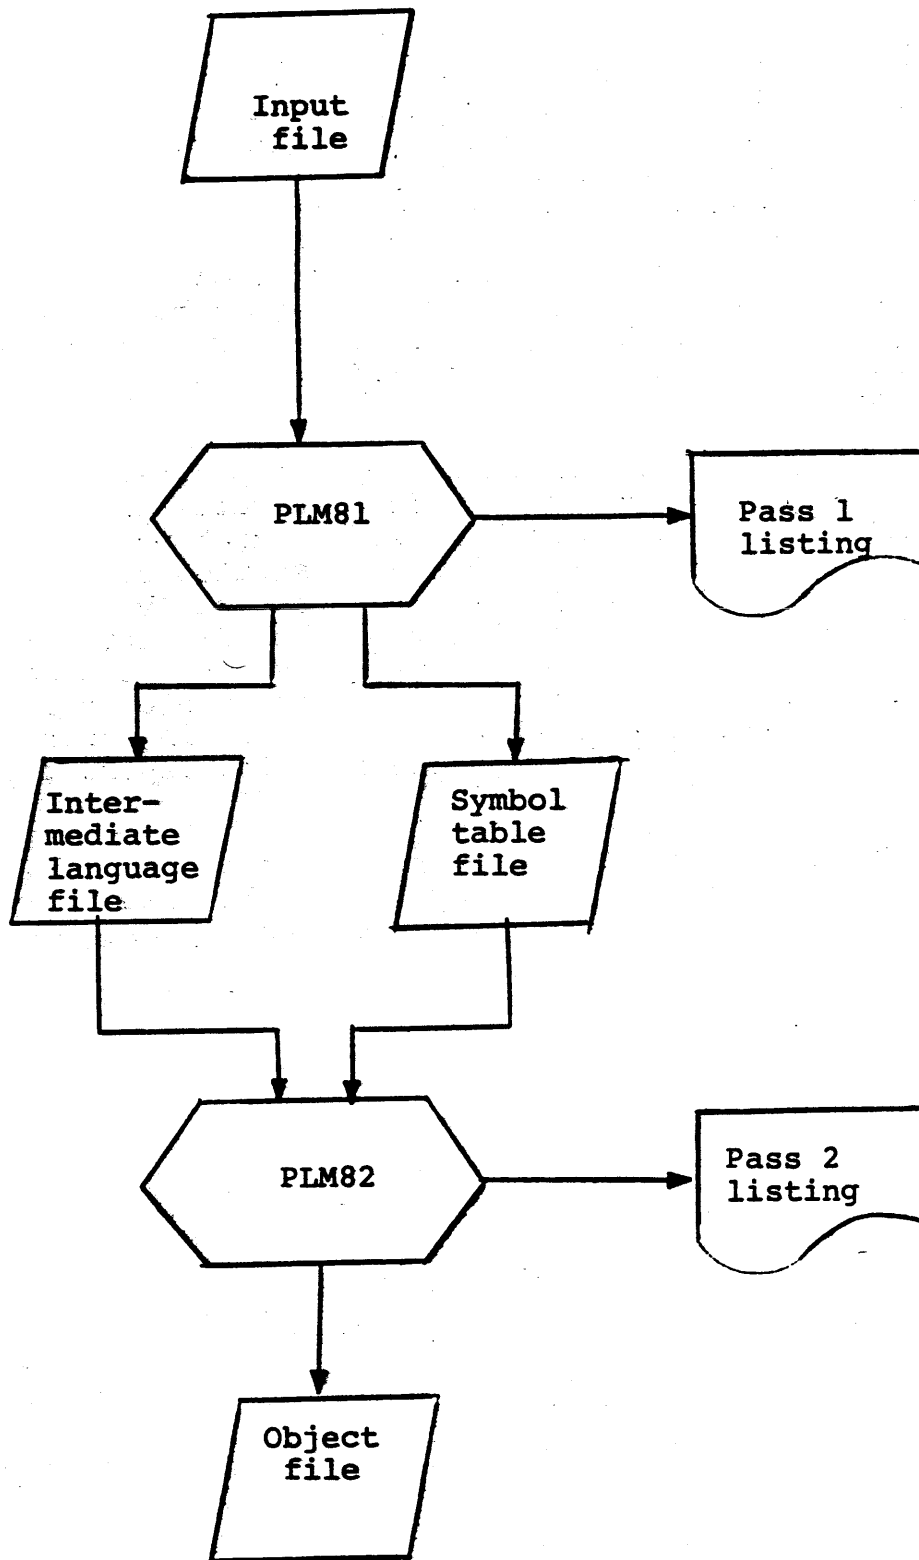 Input
file
PLM81
Pass 1
listing
Inter-
mediate
language
file
Symbol
table
file
PLM82
Pass 2
listing
Object
file